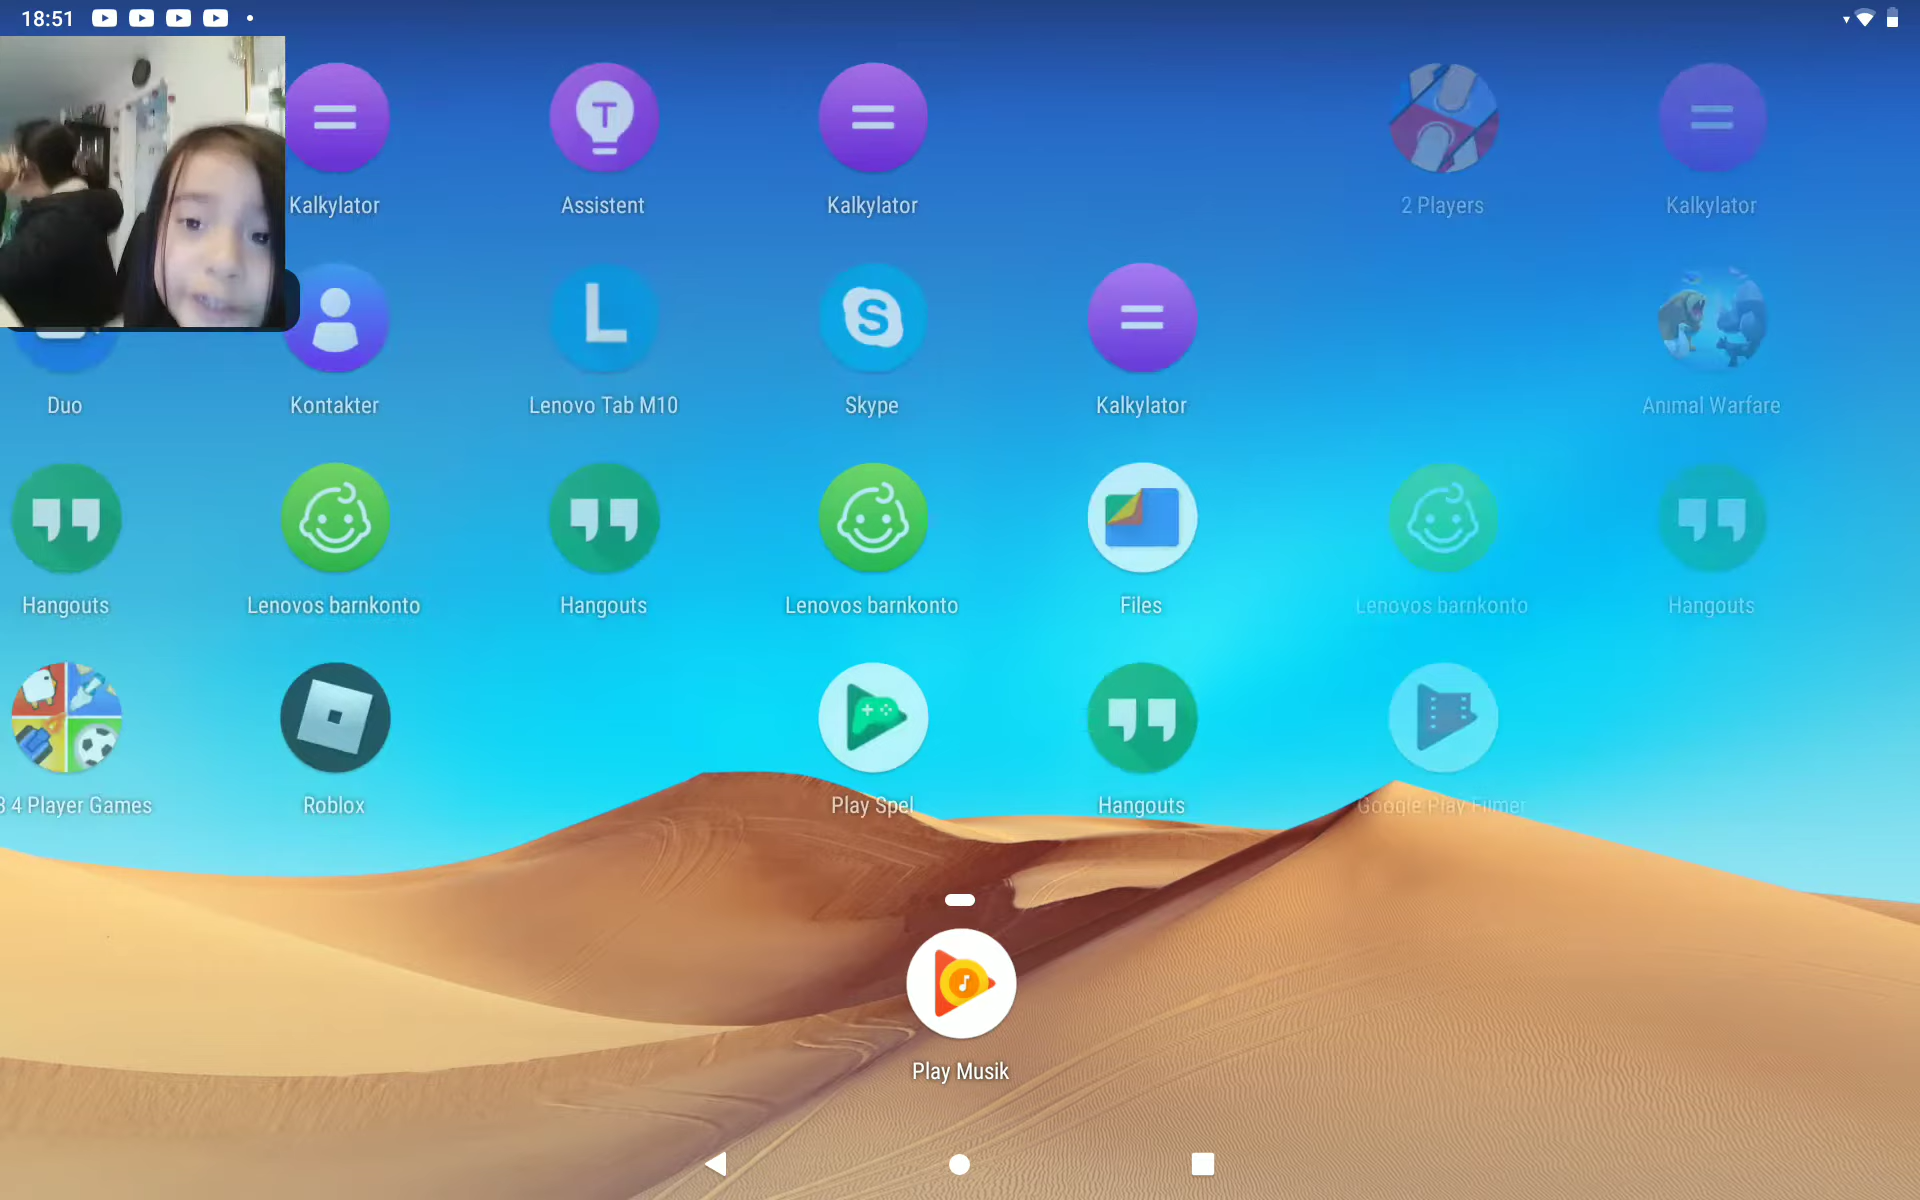 18:51
Kalkylator
Assistent
Kalkylator
2 Players
Kalkylator
Duo
Kontakter
Lenovo Tab M10
Skype
Kalkylator
Animal Warfare
Hangouts
Lenovos barnkonto
Hangouts
Lenovos barnkonto
Files
Lenovos barnkonto
Hangouts
3 4 Player Games
Roblox
Play Spel
Hangouts
Google Play Filmer
Play Musik